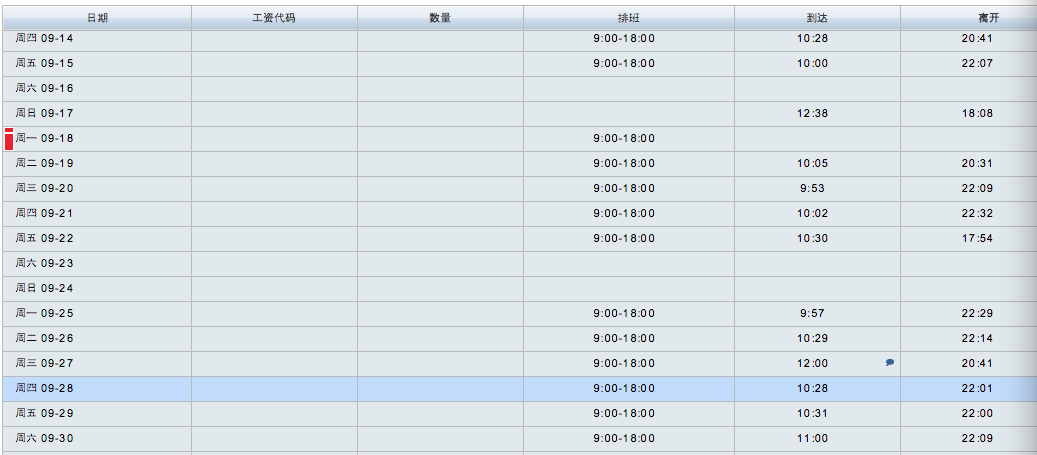 日期 工资代码 数量 排班 到达 离开
周四 09-14 9:00-18:00 10:28 20:41
周五 09-15 9:00-18:00 10:00 22:07
周六 09-16
周日 09-17 12:38 18:08
周一 09-18 9:00-18:00
周二 09-19 9:00-18:00 10:05 20:31
周三 09-20 9:00-18:00 9:53 22:09
周四 09-21 9:00-18:00 10:02 22:32
周五 09-22 9:00-18:00 10:30 17:54
周六 09-23
周日 09-24
周一 09-25 9:00-18:00 9:57 22:29
周二 09-26 9:00-18:00 10:29 22:14
周三 09-27 9:00-18:00 12:00 20:41
周四 09-28 9:00-18:00 10:28 22:01
周五 09-29 9:00-18:00 10:31 22:00
周六 09-30 9:00-18:00 11:00 22:09